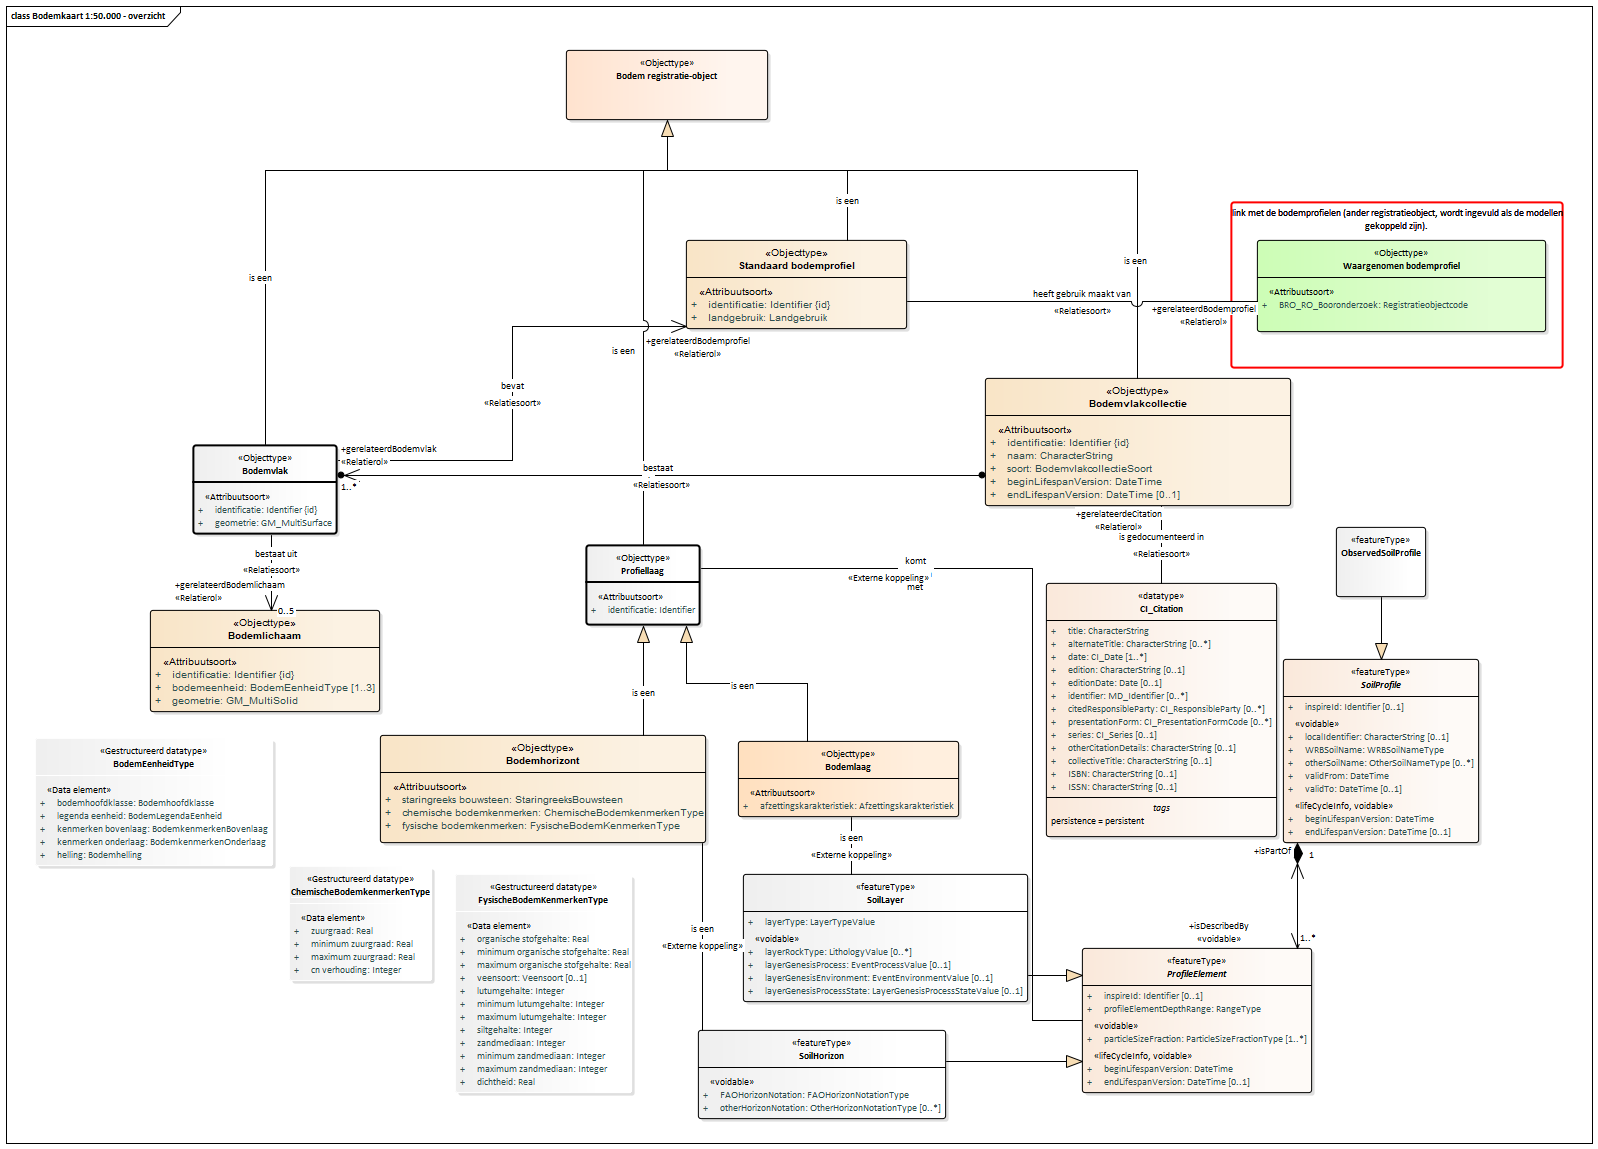 class Bodemkaart 1:50.000 - overzicht
«Objecttype»
Bodem registratie-object
is een
is een
is een
is een
link met de bodemprofielen (ander registratieobject, wordt ingevuld als de modellen
gekoppeld zijn).
«Objecttype»
Standaard bodemprofiel
«Attribuutsoort»
+ identificatie: Identifier {id}
+ landgebruik: Landgebruik
«Objecttype»
Waargenomen bodemprofiel
«Attribuutsoort»
+ BRO_RO_Booronderzoek: Registratieobjectcode
heeft gebruik maakt van
«Relatiesoort»
+gerelateerdBodemprofiel
«Relatierol»
+gerelateerdBodemprofiel
«Relatierol»
bevat
«Relatiesoort»
«Objecttype»
Bodemvlakcollectie
«Attribuutsoort»
+ identificatie: Identifier {id}
+ naam: CharacterString
+ soort: BodemvlakcollectieSoort
+ beginLifespanVersion: DateTime
+ endLifespanVersion: DateTime [0..1]
+gerelateerdBodemvlak
«Relatierol»
1..*
bestaat
«Relatiesoort»
«Objecttype»
Bodemvlak
«Attribuutsoort»
+ identificatie: Identifier {id}
+ geometrie: GM_MultiSurface
+gerelateerdeCitation
«Relatierol»
is gedocumenteerd in
«Relatiesoort»
bestaat uit
«Relatiesoort»
+gerelateerdBodemlichaam
«Relatierol»
0..5
«Objecttype»
Profiellaag
«Attribuutsoort»
+ identificatie: Identifier
komt
«Externe koppeling»
met
«featureType»
ObservedSoilProfile
«Objecttype»
Bodemlichaam
«Attribuutsoort»
+ identificatie: Identifier {id}
+ bodemeenheid: BodemEenheidType [1..3]
+ geometrie: GM_MultiSolid
«datatype»
CI_Citation
+ title: CharacterString
+ alternateTitle: CharacterString [0..*]
+ date: CI_Date [1..*]
+ edition: CharacterString [0..1]
+ editionDate: Date [0..1]
+ identifier: MD_Identifier [0..*]
+ citedResponsibleParty: CI_ResponsibleParty [0..*]
+ presentationForm: CI_PresentationFormCode [0..*]
+ series: CI_Series [0..1]
+ otherCitationDetails: CharacterString [0..1]
+ collectiveTitle: CharacterString [0..1]
+ ISBN: CharacterString [0..1]
+ ISSN: CharacterString [0..1]
tags
persistence = persistent
«featureType»
SoilProfile
+ inspireId: Identifier [0..1]
«voidable»
+ localIdentifier: CharacterString [0..1]
+ WRBSoilName: WRBSoilNameType
+ otherSoilName: OtherSoilNameType [0..*]
+ validFrom: DateTime
+ validTo: DateTime [0..1]
«lifeCycleInfo, voidable»
+ beginLifespanVersion: DateTime
+ endLifespanVersion: DateTime [0..1]
is een
is een
«Gestructureerd datatype»
BodemEenheidType
«Data element»
+ bodemhoofdklasse: Bodemhoofdklasse
+ legenda eenheid: BodemLegendaEenheid
+ kenmerken bovenlaag: BodemkenmerkenBovenlaag
+ kenmerken onderlaag: BodemkenmerkenOnderlaag
+ helling: Bodemhelling
«Objecttype»
Bodemhorizont
«Attribuutsoort»
+ staringreeks bouwsteen: StaringreeksBouwsteen
+ chemische bodemkenmerken: ChemischeBodemkenmerkenType
+ fysische bodemkenmerken: FysischeBodemKenmerkenType
«Objecttype»
Bodemlaag
«Attribuutsoort»
+ afzettingskarakteristiek: Afzettingskarakteristiek
is een
«Externe koppeling»
+isPartOf
1
«Gestructureerd datatype»
ChemischeBodemkenmerkenType
«Data element»
+ zuurgraad: Real
+ minimum zuurgraad: Real
+ maximum zuurgraad: Real
+ cn verhouding: Integer
«Gestructureerd datatype»
FysischeBodemKenmerkenType
«Data element»
+ organische stofgehalte: Real
+ minimum organische stofgehalte: Real
+ maximum organische stofgehalte: Real
+ veensoort: Veensoort [0..1]
+ lutumgehalte: Integer
+ minimum lutumgehalte: Integer
+ maximum lutumgehalte: Integer
+ siltgehalte: Integer
+ zandmediaan: Integer
+ minimum zandmediaan: Integer
+ maximum zandmediaan: Integer
+ dichtheid: Real
is een
«Externe koppeling»
«featureType»
SoilLayer
+ layerType: LayerTypeValue
«voidable»
+ layerRockType: LithologyValue [0..*]
+ layerGenesisProcess: EventProcessValue [0..1]
+ layerGenesisEnvironment: EventEnvironmentValue [0..1]
+ layerGenesisProcessState: LayerGenesisProcessStateValue [0..1]
+isDescribedBy
«voidable»
1..*
«featureType»
ProfileElement
+ inspireId: Identifier [0..1]
+ profileElementDepthRange: RangeType
«voidable»
+ particleSizeFraction: ParticleSizeFractionType [1..*]
«lifeCycleInfo, voidable»
+ beginLifespanVersion: DateTime
+ endLifespanVersion: DateTime [0..1]
«featureType»
SoilHorizon
«voidable»
+ FAOHorizonNotation: FAOHorizonNotationType
+ otherHorizonNotation: OtherHorizonNotationType [0..*]